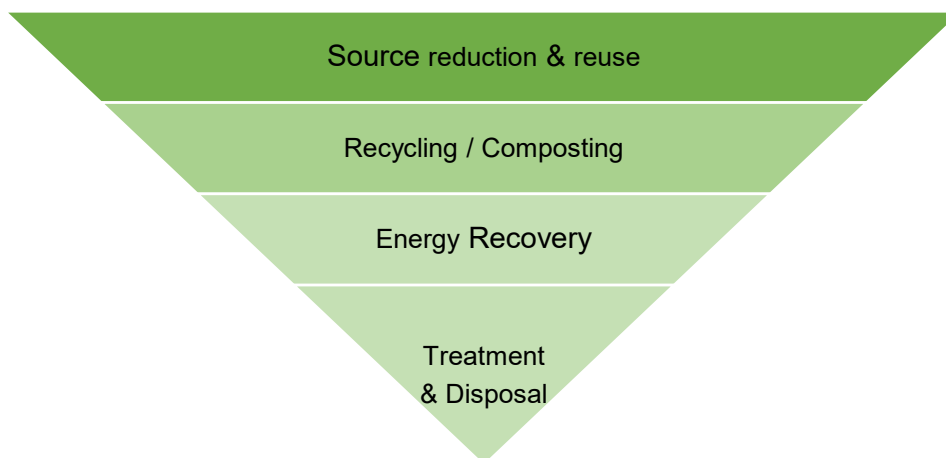 Source reduction & reuse
Recycling / Composting
Energy Recovery
Treatment
& Disposal